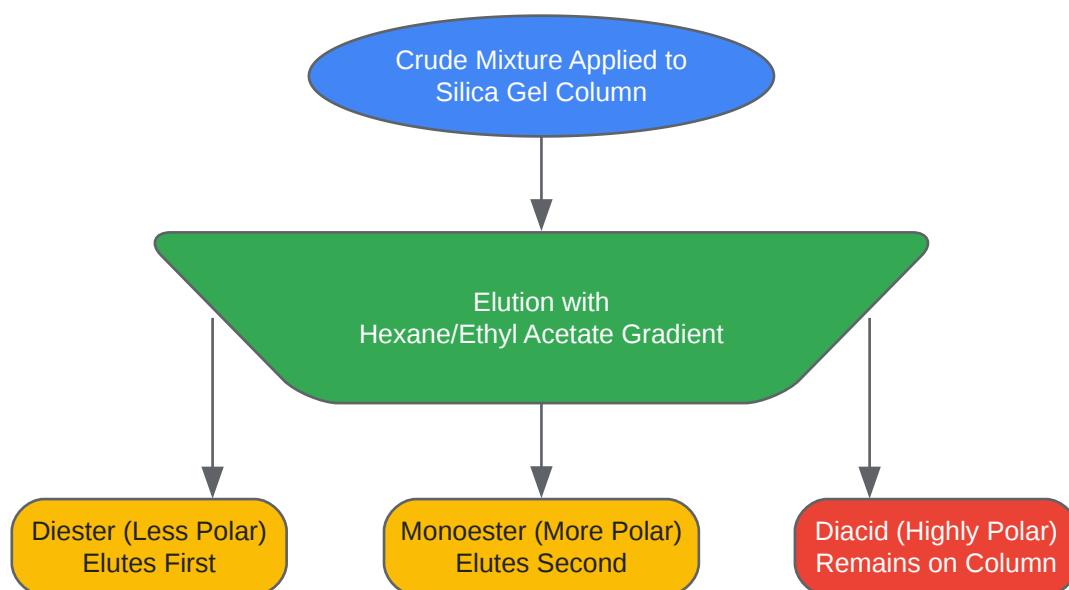 Crude Mixture Applied to
Silica Gel Column
Elution with
Hexane/Ethyl Acetate Gradient
Diester (Less Polar)
Elutes First
Monoester (More Polar)
Elutes Second
Diacid (Highly Polar)
Remains on Column